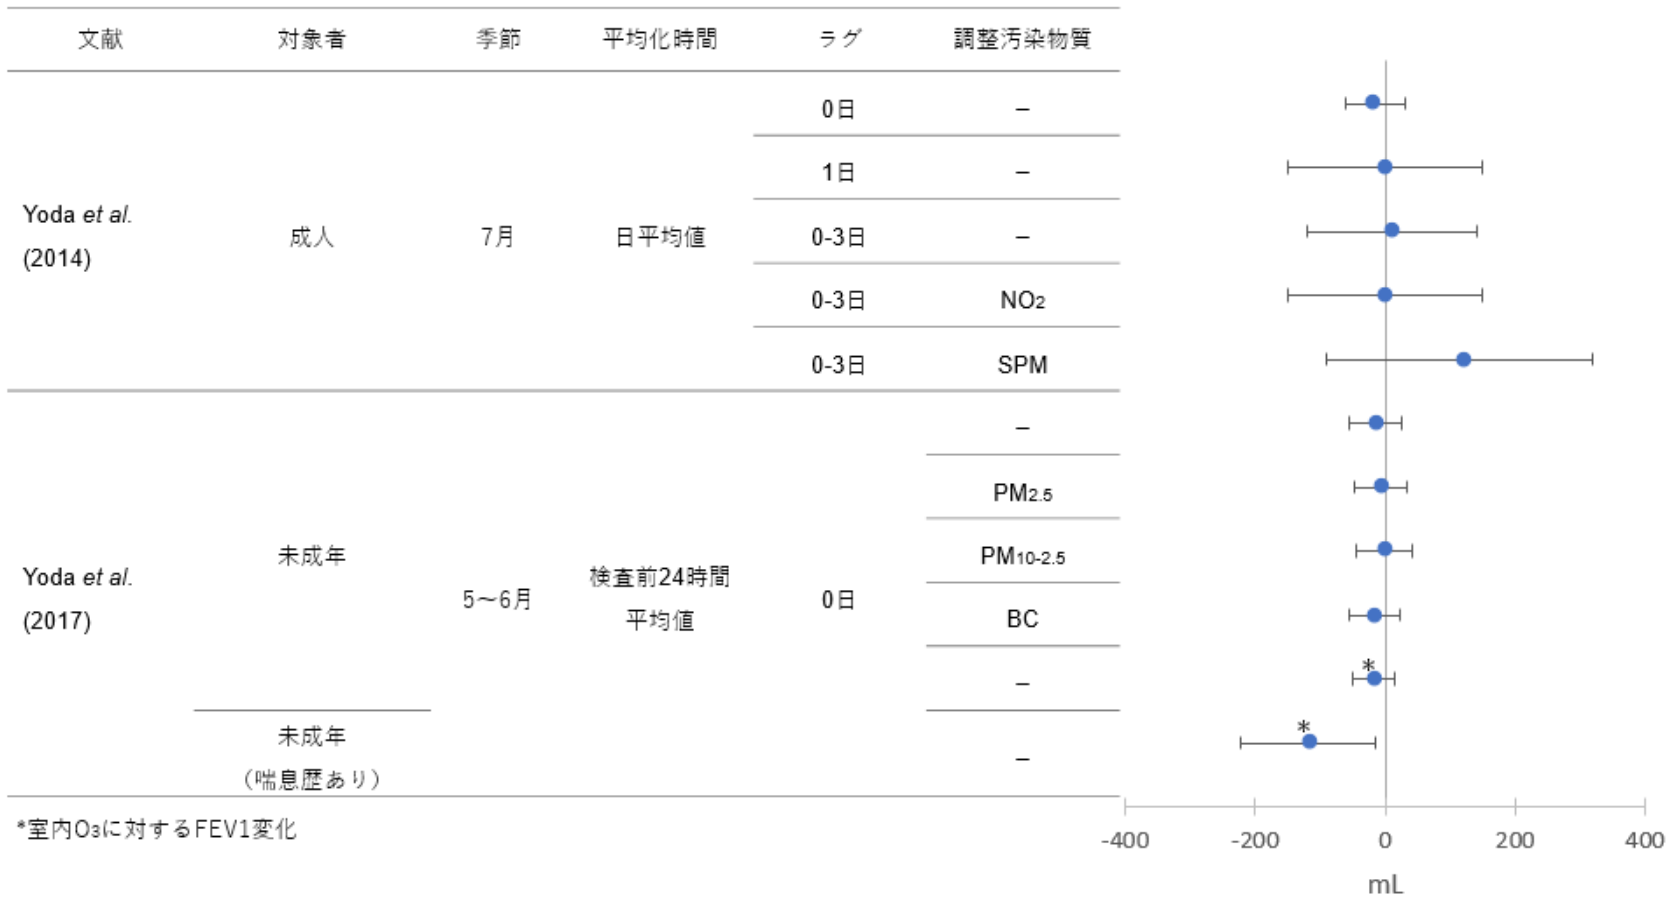 文献 対象者 季節 平均化時間 ラグ 調整汚染物質
0日 –
1日 –
Yoda et al.
(2014)
成人 7月 日平均値 0-3日 –
0-3日 NO2
0-3日 SPM
–
PM2.5
未成年 PM10-2.5
Yoda et al.
(2017)
5～6月 検査前24時間
平均値
0日 BC
*
–
*
未成年
（喘息歴あり）
–
*室内O3に対するFEV1変化
-400 -200 0 200 400
mL